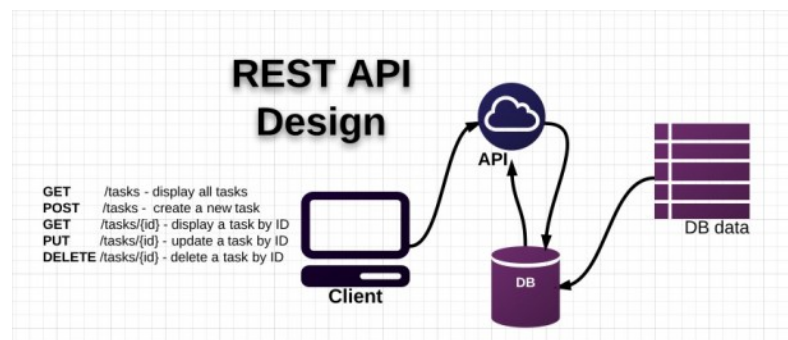 REST API
Design
API
GET /tasks - display all tasks
POST /tasks - create a new task
GET /tasks/{id} - display a task by ID
PUT /tasks/{id} - update a task by ID
DELETE /tasks/{id} - delete a task by ID
Client
DB
DB data